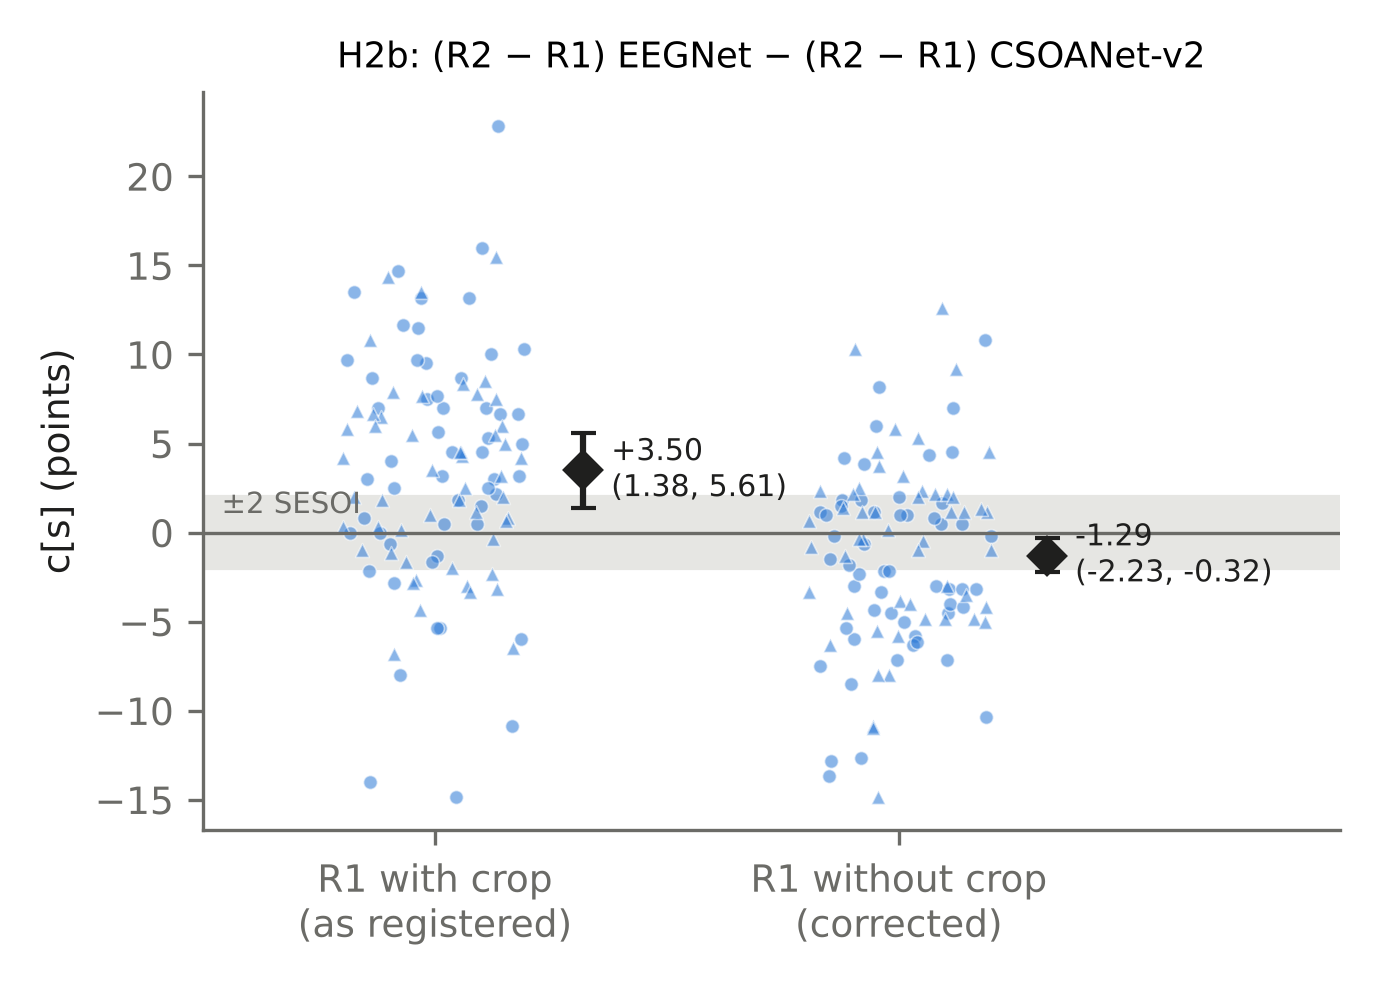 H2b: (R2 − R1) EEGNet − (R2 − R1) CSOANet-v2
c[s] (points)
20
15
10
5
0
−5
−10
−15
±2 SESOI
+3.50
(1.38, 5.61)
-1.29
(-2.23, -0.32)
R1 with crop
(as registered)
R1 without crop
(corrected)